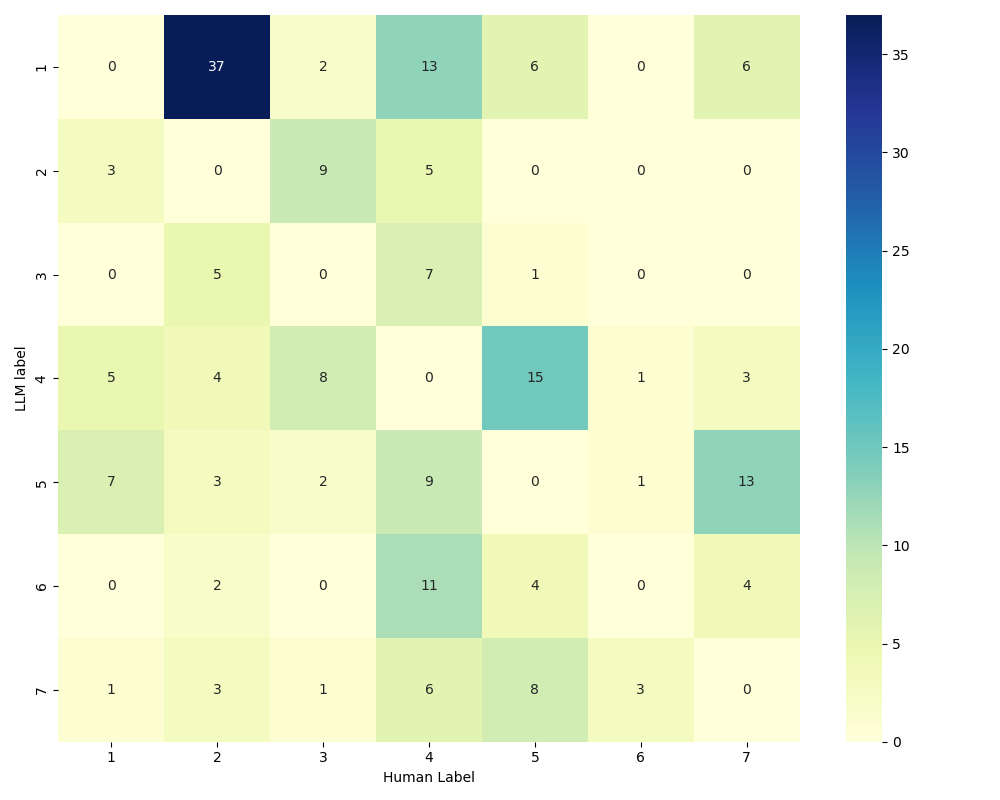 1 0 37 2 13 6 0 6
2 3 0 9 5 0 0 0
3 0 5 0 7 1 0 0
4 5 4 8 0 15 1 3
5 7 3 2 9 0 1 13
6 0 2 0 11 4 0 4
7 1 3 1 6 8 3 0
LLM label
1 2 3 4 5 6 7
Human Label
35
30
25
20
15
10
5
0